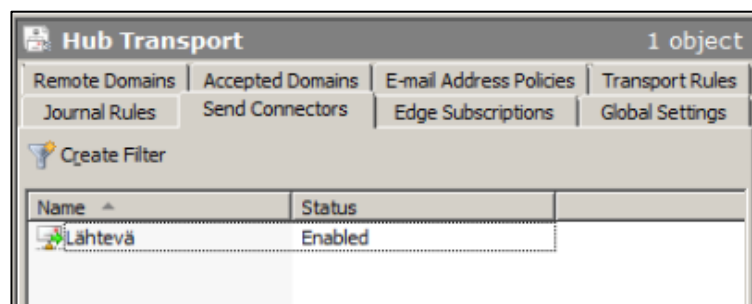 Hub Transport 1 object
Remote Domains Accepted Domains E-mail Address Policies Transport Rules
Journal Rules Send Connectors Edge Subscriptions Global Settings
Create Filter
Name Status
Lähtevä Enabled